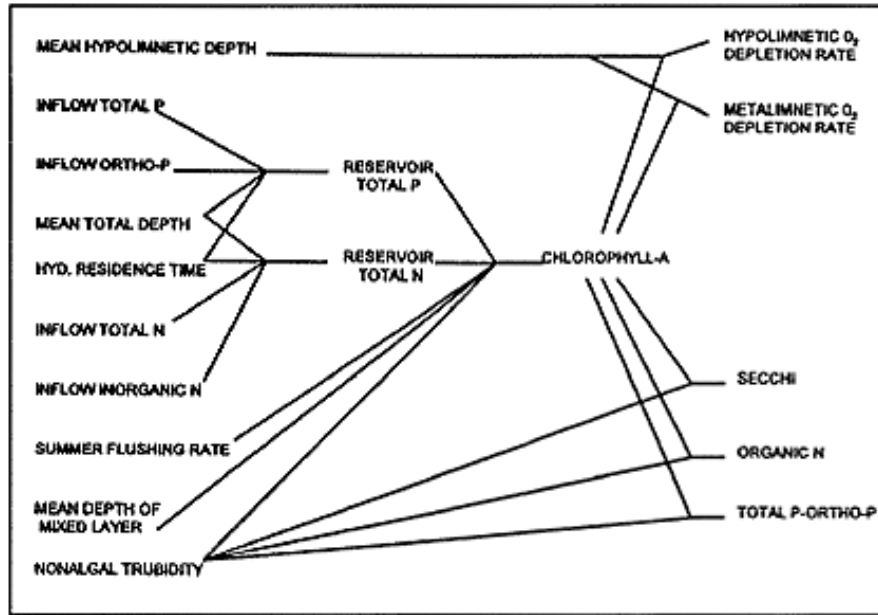 MEAN HYPOLIMNETIC DEPTH
INFLOW TOTAL P
INFLOW ORTHO-P
MEAN TOTAL DEPTH
HYD. RESIDENCE TIME
INFLOW TOTAL N
INFLOW INORGANIC N
SUMMER FLUSHING RATE
MEAN DEPTH OF
MIXED LAYER
NONALGAL TRUBIDITY
RESERVOIR
TOTAL P
RESERVOIR
TOTAL N
CHLOROPHYLL-A
HYPOLIMNETIC O₂
DEPLETION RATE
METALIMNETIC O₂
DEPLETION RATE
SECCHI
ORGANIC N
TOTAL P-ORTHO-P